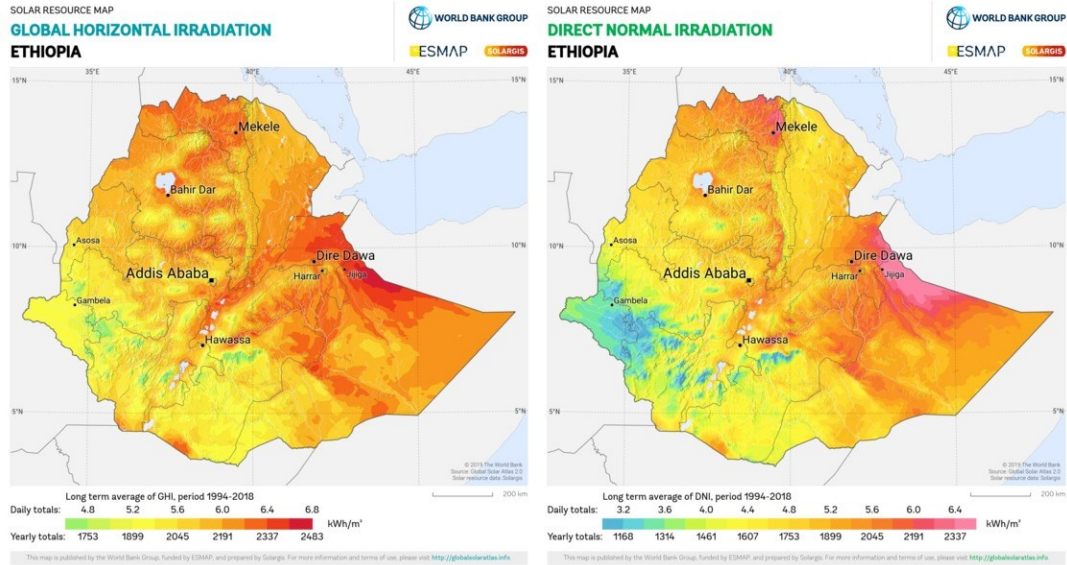 SOLAR RESOURCE MAP
GLOBAL HORIZONTAL IRRADIATION
ETHIOPIA
WORLD BANK GROUP
ESMAP
SOLARGIS
35°E
40°E
45°E
15°N
15°N
Mekele
Bahir Dar
Asosa
10°N
10°N
Dire Dawa
Addis Ababa
Harrar
Jijiga
Gambela
Hawassa
5°N
5°N
© 2019 The World Bank
Source: Global Solar Atlas 2.0
Solar resource data: Solargis
Long term average of GHI, period 1994-2018
200 km
Daily totals: 4.8 5.2 5.6 6.0 6.4 6.8
kWh/m²
Yearly totals: 1753 1899 2045 2191 2337 2483
This map is published by the World Bank Group, funded by ESMAP, and prepared by Solargis. For more information and terms of use, please visit http://globalsolaratlas.info
SOLAR RESOURCE MAP
DIRECT NORMAL IRRADIATION
ETHIOPIA
WORLD BANK GROUP
ESMAP
SOLARGIS
35°E
40°E
45°E
15°N
15°N
Mekele
Bahir Dar
Asosa
10°N
10°N
Dire Dawa
Addis Ababa
Harrar
Jijiga
Gambela
Hawassa
5°N
5°N
© 2019 The World Bank
Source: Global Solar Atlas 2.0
Solar resource data: Solargis
Long term average of DNI, period 1994-2018
200 km
Daily totals: 3.2 3.6 4.0 4.4 4.8 5.2 5.6 6.0 6.4
kWh/m²
Yearly totals: 1168 1314 1461 1607 1753 1899 2045 2191 2337
This map is published by the World Bank Group, funded by ESMAP, and prepared by Solargis. For more information and terms of use, please visit http://globalsolaratlas.info